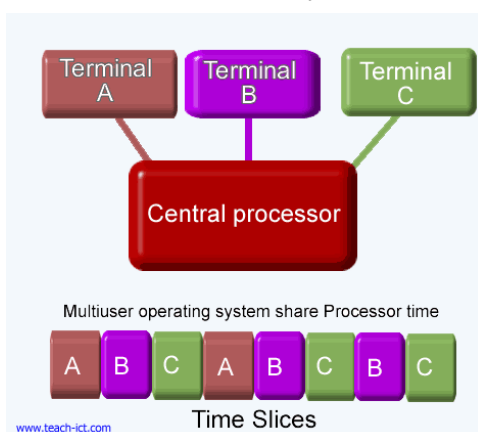 Terminal
A
Terminal
B
Terminal
C
Central processor
Multiuser operating system share Processor time
A B C A B C B C
Time Slices
www.teach-ict.com